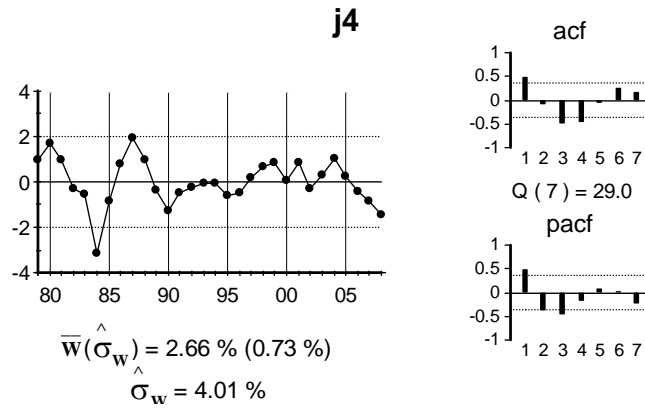 j4
4
2
0
-2
-4
80 85 90 95 00 05
w̅(σ̂w) = 2.66 % (0.73 %)
σ̂w = 4.01 %
acf
1
0.5
0
-0.5
-1
1 2 3 4 5 6 7
Q ( 7 ) = 29.0
pacf
1
0.5
0
-0.5
-1
1 2 3 4 5 6 7